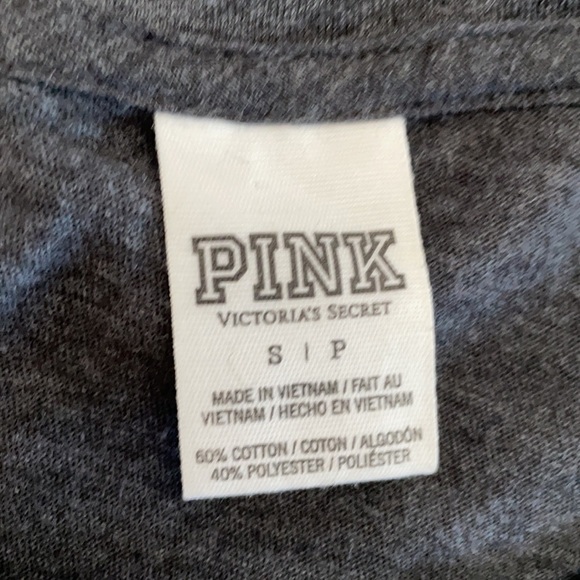 PINK
VICTORIA'S SECRET
S | P
MADE IN VIETNAM / FAIT AU
VIETNAM / HECHO EN VIETNAM
60% COTTON / COTON / ALGODÓN
40% POLYESTER / POLIÉSTER